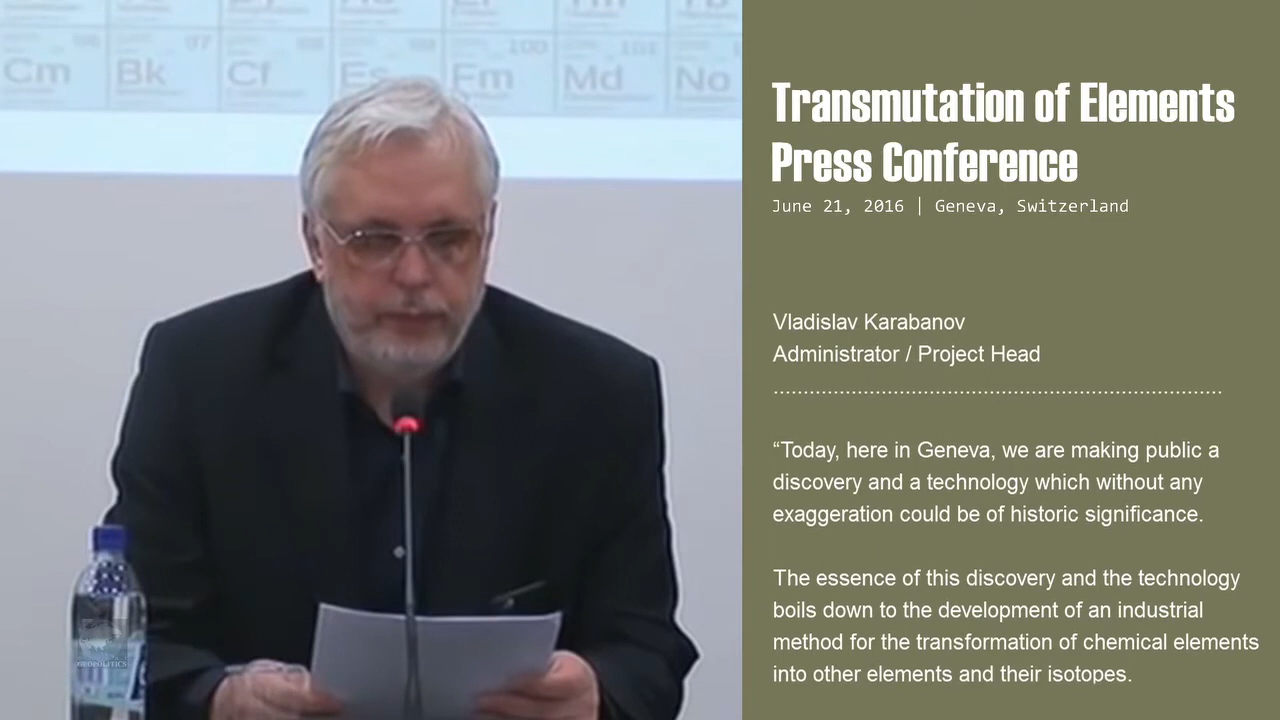 100
101
Cm
Bk
Cf
Es
Fm
Md
No
GEOPOLITICS
Transmutation of Elements
Press Conference
June 21, 2016 | Geneva, Switzerland
Vladislav Karabanov
Administrator / Project Head
“Today, here in Geneva, we are making public a
discovery and a technology which without any
exaggeration could be of historic significance.
The essence of this discovery and the technology
boils down to the development of an industrial
method for the transformation of chemical elements
into other elements and their isotopes.